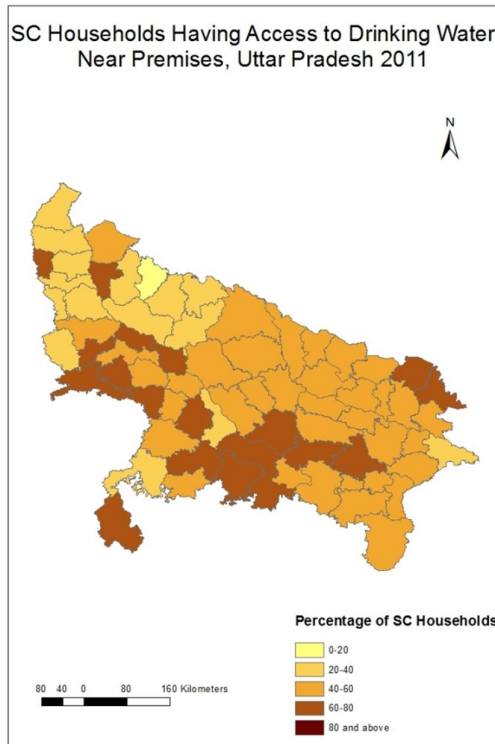 SC Households Having Access to Drinking Water
Near Premises, Uttar Pradesh 2011
N
Percentage of SC Households
0-20
20-40
40-60
60-80
80 and above
80 40 0 80 160 Kilometers